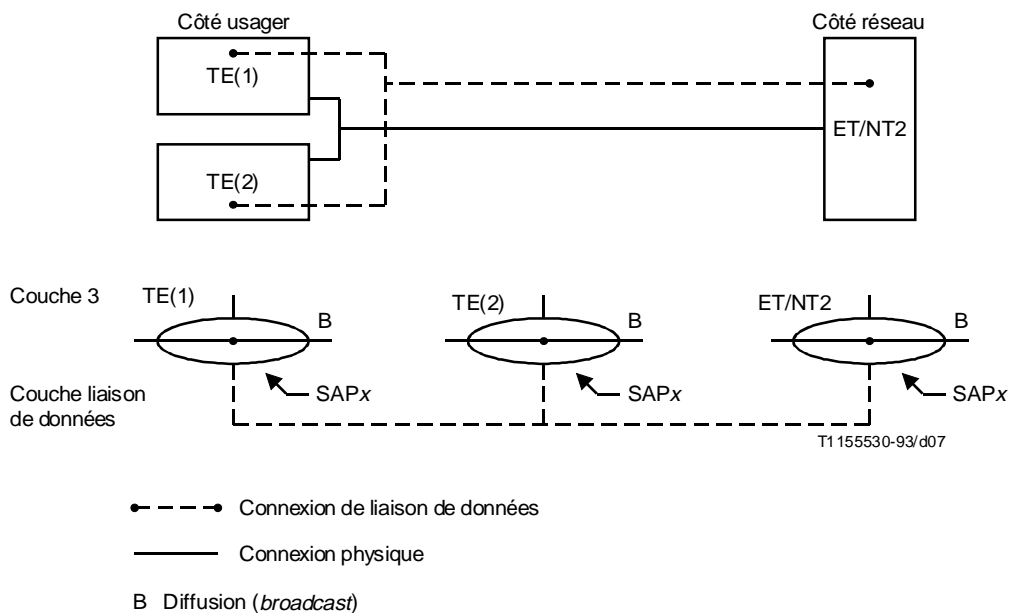 Côté usager
Côté réseau
TE(1)
ET/NT2
TE(2)
Couche 3
TE(1)
B
TE(2)
B
ET/NT2
B
Couche liaison
de données
SAPx
SAPx
SAPx
T1155530-93/d07
Connexion de liaison de données
Connexion physique
B Diffusion (broadcast)